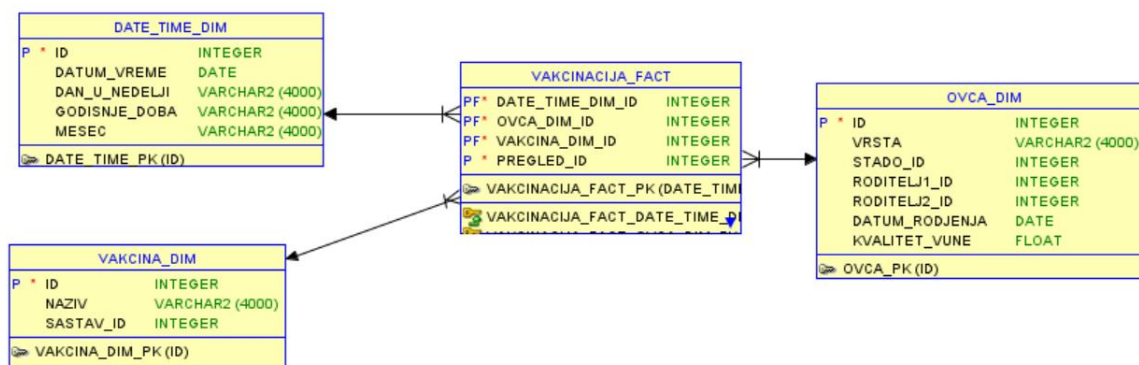 DATE_TIME_DIM
P * ID INTEGER
DATUM_VREME DATE
DAN_U_NEDELJI VARCHAR2 (4000)
GODISNJE_DOBA VARCHAR2 (4000)
MESEC VARCHAR2 (4000)
DATE_TIME_PK (ID)
VAKCINACIJA_FACT
PF* DATE_TIME_DIM_ID INTEGER
PF* OVCA_DIM_ID INTEGER
PF* VAKCINA_DIM_ID INTEGER
P * PREGLED_ID INTEGER
VAKCINACIJA_FACT_PK (DATE_TIM
VAKCINACIJA_FACT_DATE_TIME_D
OVCA_DIM
P * ID INTEGER
VRSTA VARCHAR2 (4000)
STADO_ID INTEGER
RODITELJ1_ID INTEGER
RODITELJ2_ID INTEGER
DATUM_RODJENJA DATE
KVALITET_VUNE FLOAT
OVCA_PK (ID)
VAKCINA_DIM
P * ID INTEGER
NAZIV VARCHAR2 (4000)
SASTAV_ID INTEGER
VAKCINA_DIM_PK (ID)